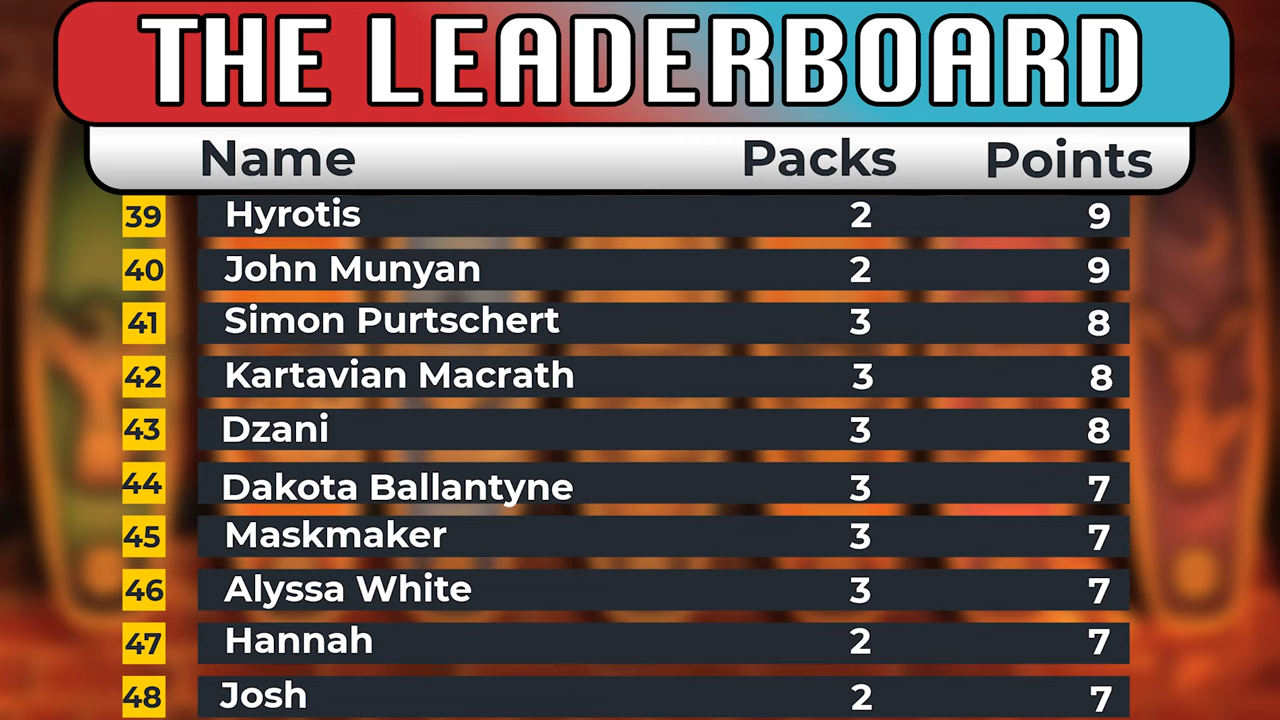 THE LEADERBOARD
Name Packs Points
39 Hyrotis 2 9
40 John Munyan 2 9
41 Simon Purtschert 3 8
42 Kartavian Macrath 3 8
43 Dzani 3 8
44 Dakota Ballantyne 3 7
45 Maskmaker 3 7
46 Alyssa White 3 7
47 Hannah 2 7
48 Josh 2 7